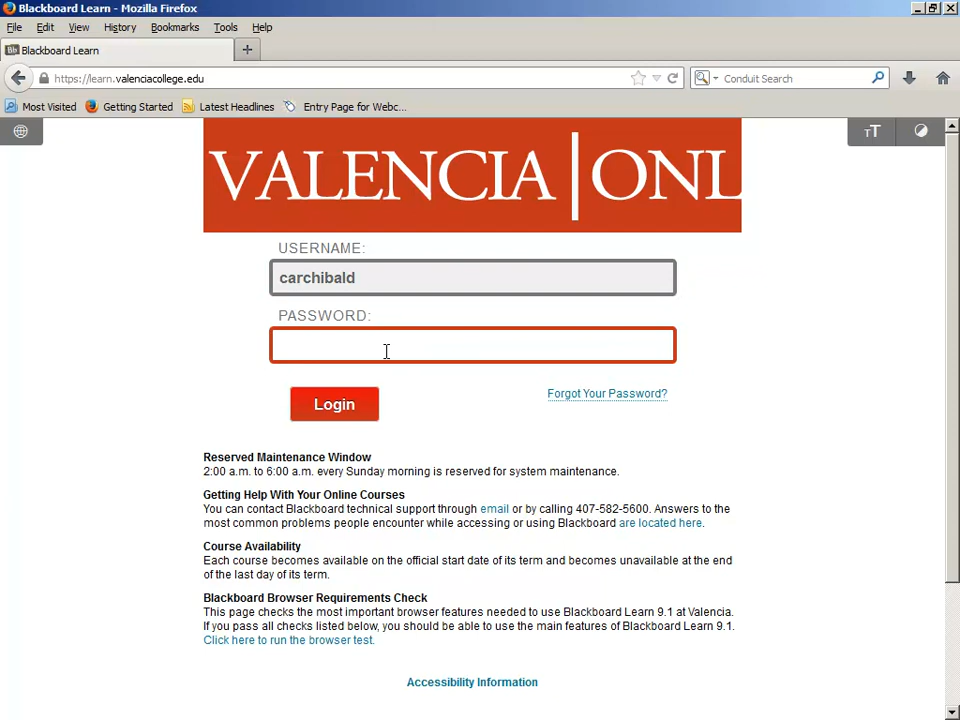 Blackboard Learn - Mozilla Firefox
File Edit View History Bookmarks Tools Help
Bb Blackboard Learn +
https://learn.valenciacollege.edu Conduit Search
Most Visited Getting Started Latest Headlines Entry Page for Webc...
TT
VALENCIA | ONL
USERNAME:
carchibald
PASSWORD:
Login Forgot Your Password?
Reserved Maintenance Window
2:00 a.m. to 6:00 a.m. every Sunday morning is reserved for system maintenance.
Getting Help With Your Online Courses
You can contact Blackboard technical support through email or by calling 407-582-5600. Answers to the
most common problems people encounter while accessing or using Blackboard are located here.
Course Availability
Each course becomes available on the official start date of its term and becomes unavailable at the end
of the last day of its term.
Blackboard Browser Requirements Check
This page checks the most important browser features needed to use Blackboard Learn 9.1 at Valencia.
If you pass all checks listed below, you should be able to use the main features of Blackboard Learn 9.1.
Click here to run the browser test.
Accessibility Information